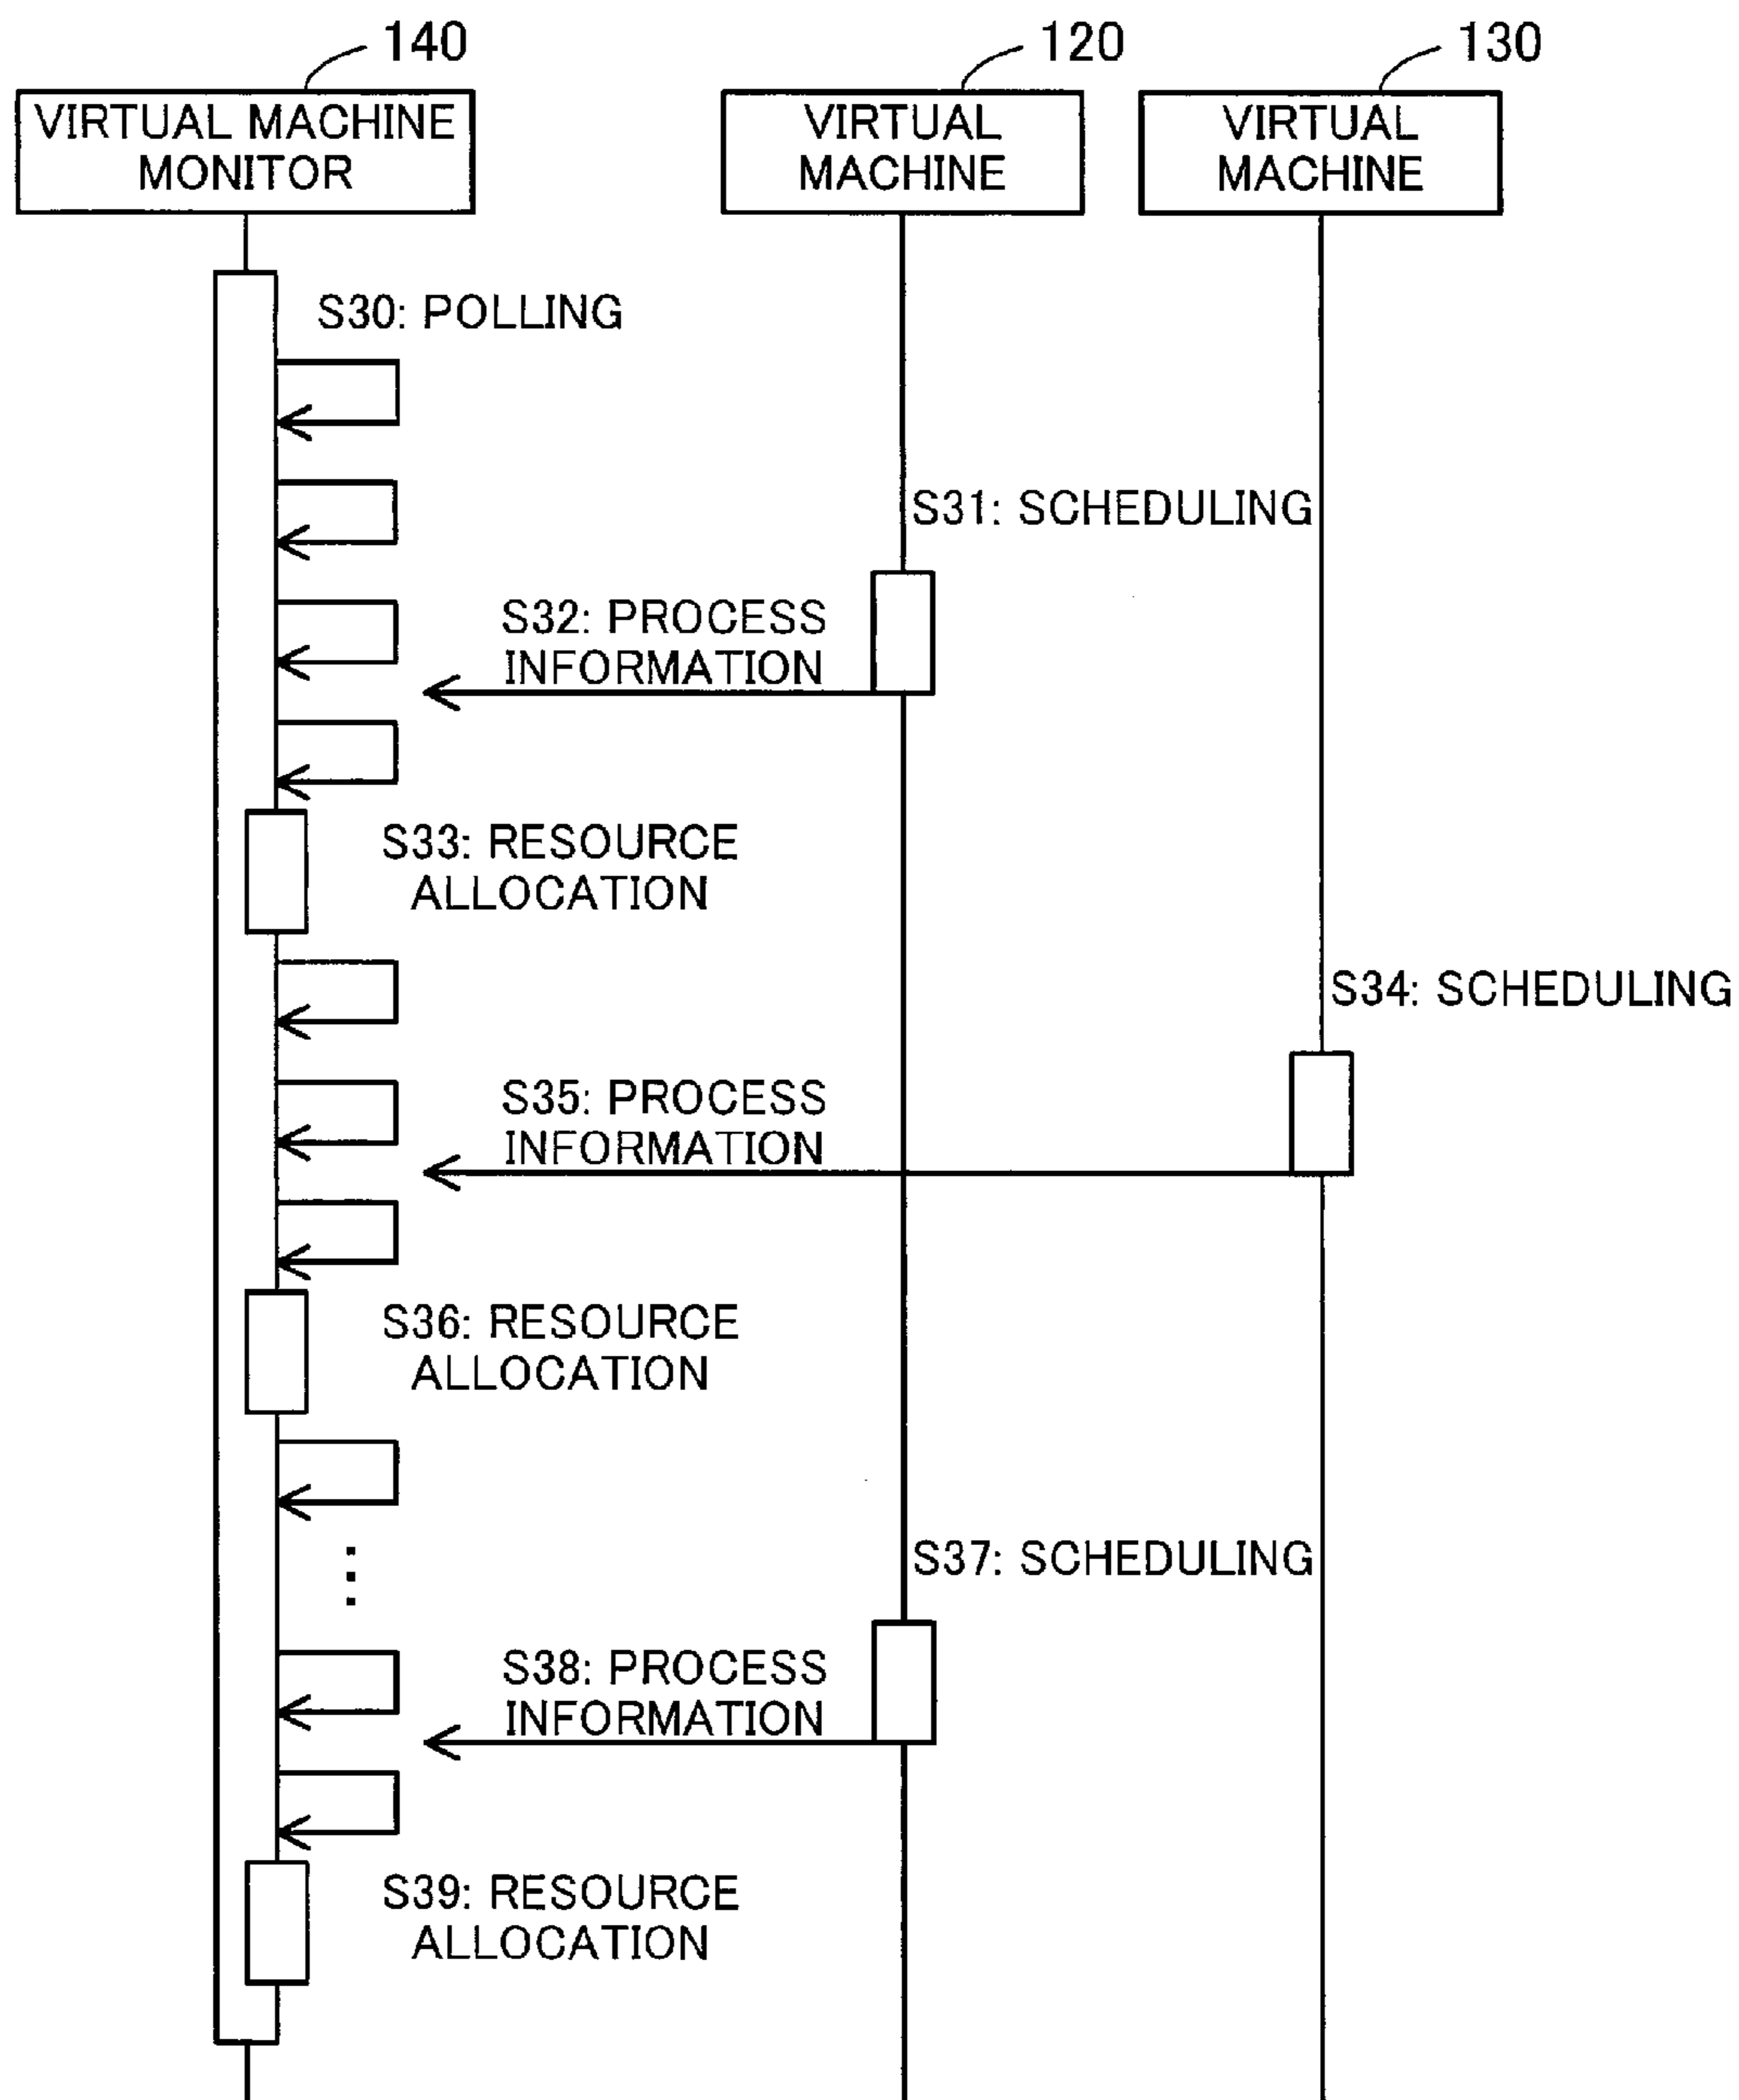 140
120
130
VIRTUAL MACHINE
MONITOR
VIRTUAL
MACHINE
VIRTUAL
MACHINE
S30: POLLING
S31: SCHEDULING
S32: PROCESS
INFORMATION
S33: RESOURCE
ALLOCATION
S34: SCHEDULING
S35: PROCESS
INFORMATION
S36: RESOURCE
ALLOCATION
S37: SCHEDULING
S38: PROCESS
INFORMATION
S39: RESOURCE
ALLOCATION